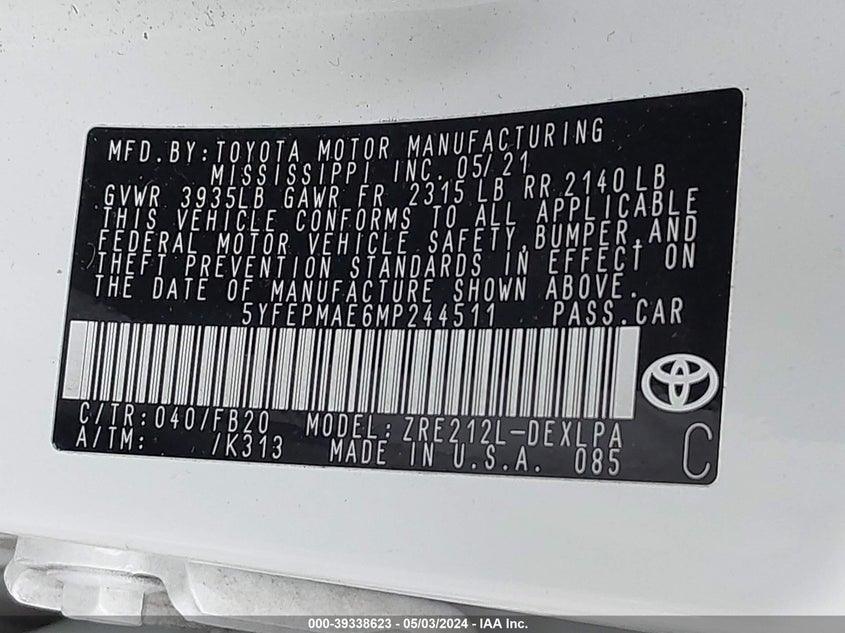 MFD.BY:TOYOTA MOTOR MANUFACTURING
MISSISSIPPI INC. 05/21
GVWR 3935LB GAWR FR 2315 LB RR 2140LB
THIS VEHICLE CONFORMS TO ALL APPLICABLE
FEDERAL MOTOR VEHICLE SAFETY,BUMPER,AND
THEFT PREVENTION STANDARDS IN EFFECT ON
THE DATE OF MANUFACTURE SHOWN ABOVE.
5YFEPMAE6MP244511 PASS.CAR
C/TR:040/FB20 MODEL:ZRE212L-DEXLPA
A/TM: /K313 MADE IN U.S.A. 085 C
000-39338623 - 05/03/2024 - IAA Inc.